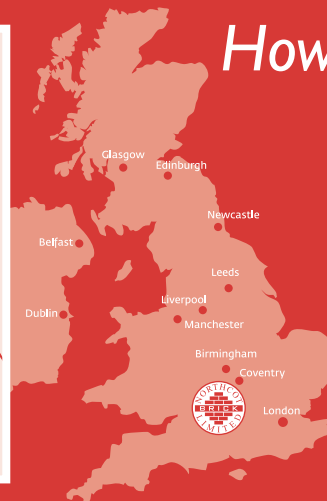 How
Glasgow
Edinburgh
Newcastle
Belfast
Leeds
Liverpool
Dublin
Manchester
Birmingham
Coventry
NORTHCOT
BRICK
LIMITED
London